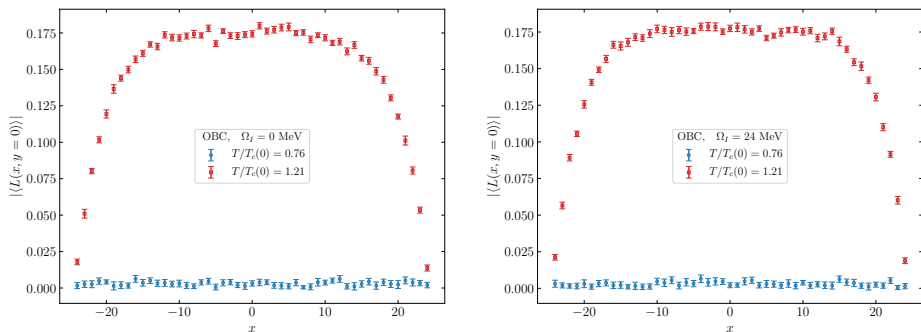 |⟨L(x, y = 0)⟩|
0.175
0.150
0.125
0.100
0.075
0.050
0.025
0.000
OBC, Ω_I = 0 MeV
T/T_c(0) = 0.76
T/T_c(0) = 1.21
−20 −10 0 10 20
x
|⟨L(x, y = 0)⟩|
0.175
0.150
0.125
0.100
0.075
0.050
0.025
0.000
OBC, Ω_I = 24 MeV
T/T_c(0) = 0.76
T/T_c(0) = 1.21
−20 −10 0 10 20
x